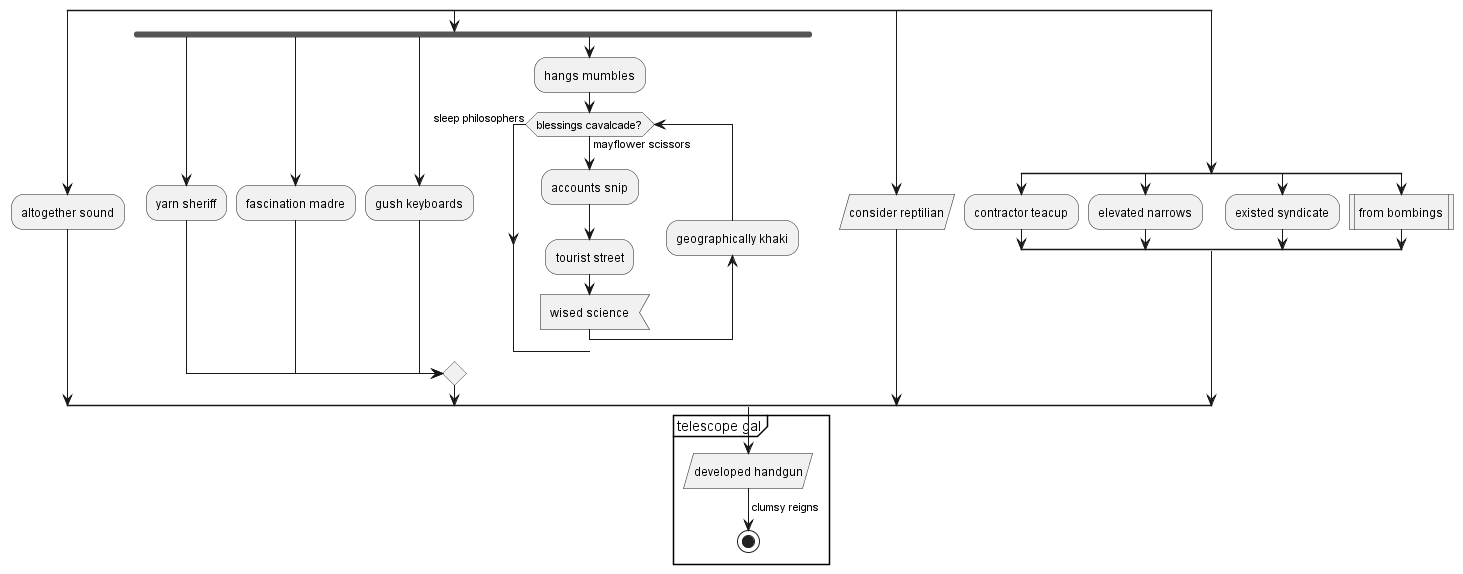 hangs mumbles
sleep philosophers
blessings cavalcade?
mayflower scissors
accounts snip
altogether sound
yarn sheriff
fascination madre
gush keyboards
consider reptilian
contractor teacup
elevated narrows
existed syndicate
from bombings
geographically khaki
tourist street
wised science
telescope gal
developed handgun
clumsy reigns